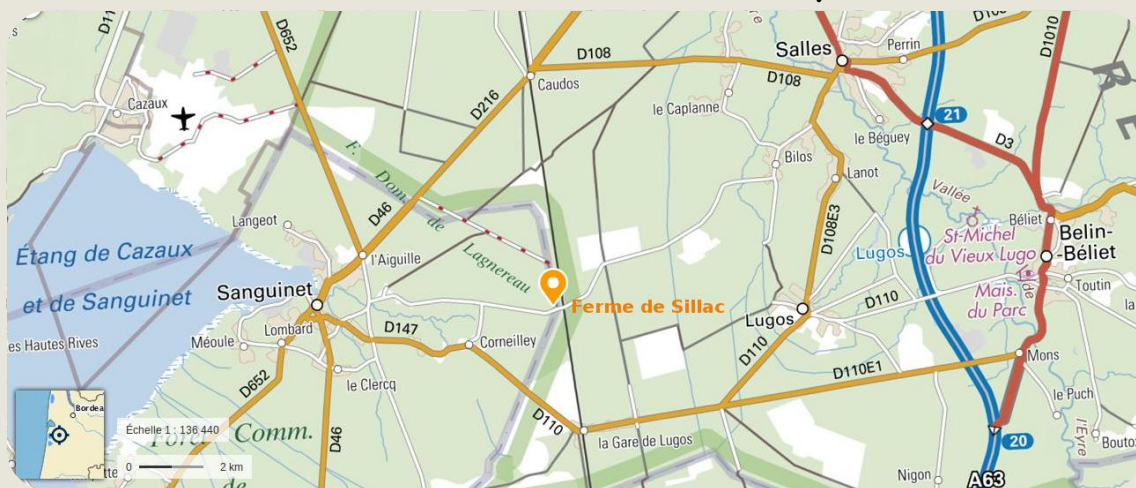 D652
D108
Salles
Perrin
D1010
Cazaux
Caudos
D108
le Caplanne
21
D216
le Béguey
D3
Bilos
Lanot
F.
Dom.
de
Lagnereau
D46
Langeot
Vallée
Béliet
Belin-
-Béliet
St-Michel
du Vieux Lugo
D108E3
Étang de Cazaux
et de Sanguinet
l'Aiguille
Lugos
Mais.
du Parc
de
Toutin
la
Sanguinet
Ferme de Sillac
Lugos
D110
D110
Lombard
D147
Corneilley
Méoule
es Hautes Rives
le Clercq
D652
D110E1
Mons
le Puch
l'Eyre
Bordea
Échelle 1 : 136 440
0
2 km
Comm.
de
D46
D110
la Gare de Lugos
20
Nigon
A63
Boutox
R
E